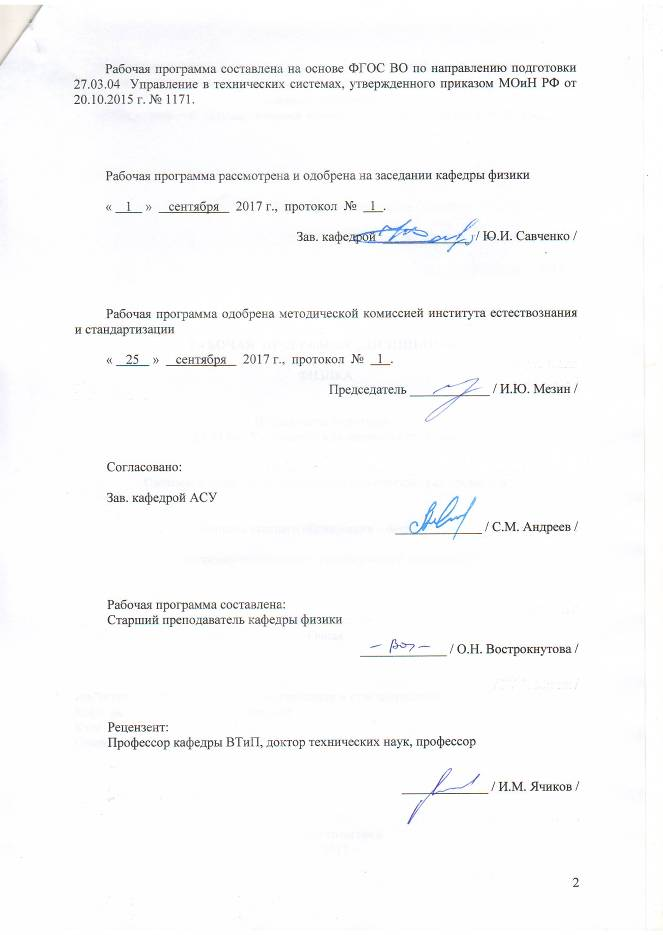 Рабочая программа составлена на основе ФГОС ВО по направлению подготовки
27.03.04 Управление в технических системах, утвержденного приказом МОиН РФ от
20.10.2015 г. № 1171.
Рабочая программа рассмотрена и одобрена на заседании кафедры физики
« 1 » сентября 2017 г., протокол № 1 .
Зав. кафедрой / Ю.И. Савченко /
Рабочая программа одобрена методической комиссией института естествознания
и стандартизации
« 25 » сентября 2017 г., протокол № 1 .
Председатель / И.Ю. Мезин /
Согласовано:
Зав. кафедрой АСУ
/ С.М. Андреев /
Рабочая программа составлена:
Старший преподаватель кафедры физики
/ О.Н. Вострокнутова /
Рецензент:
Профессор кафедры ВТиП, доктор технических наук, профессор
/ И.М. Ячиков /
2